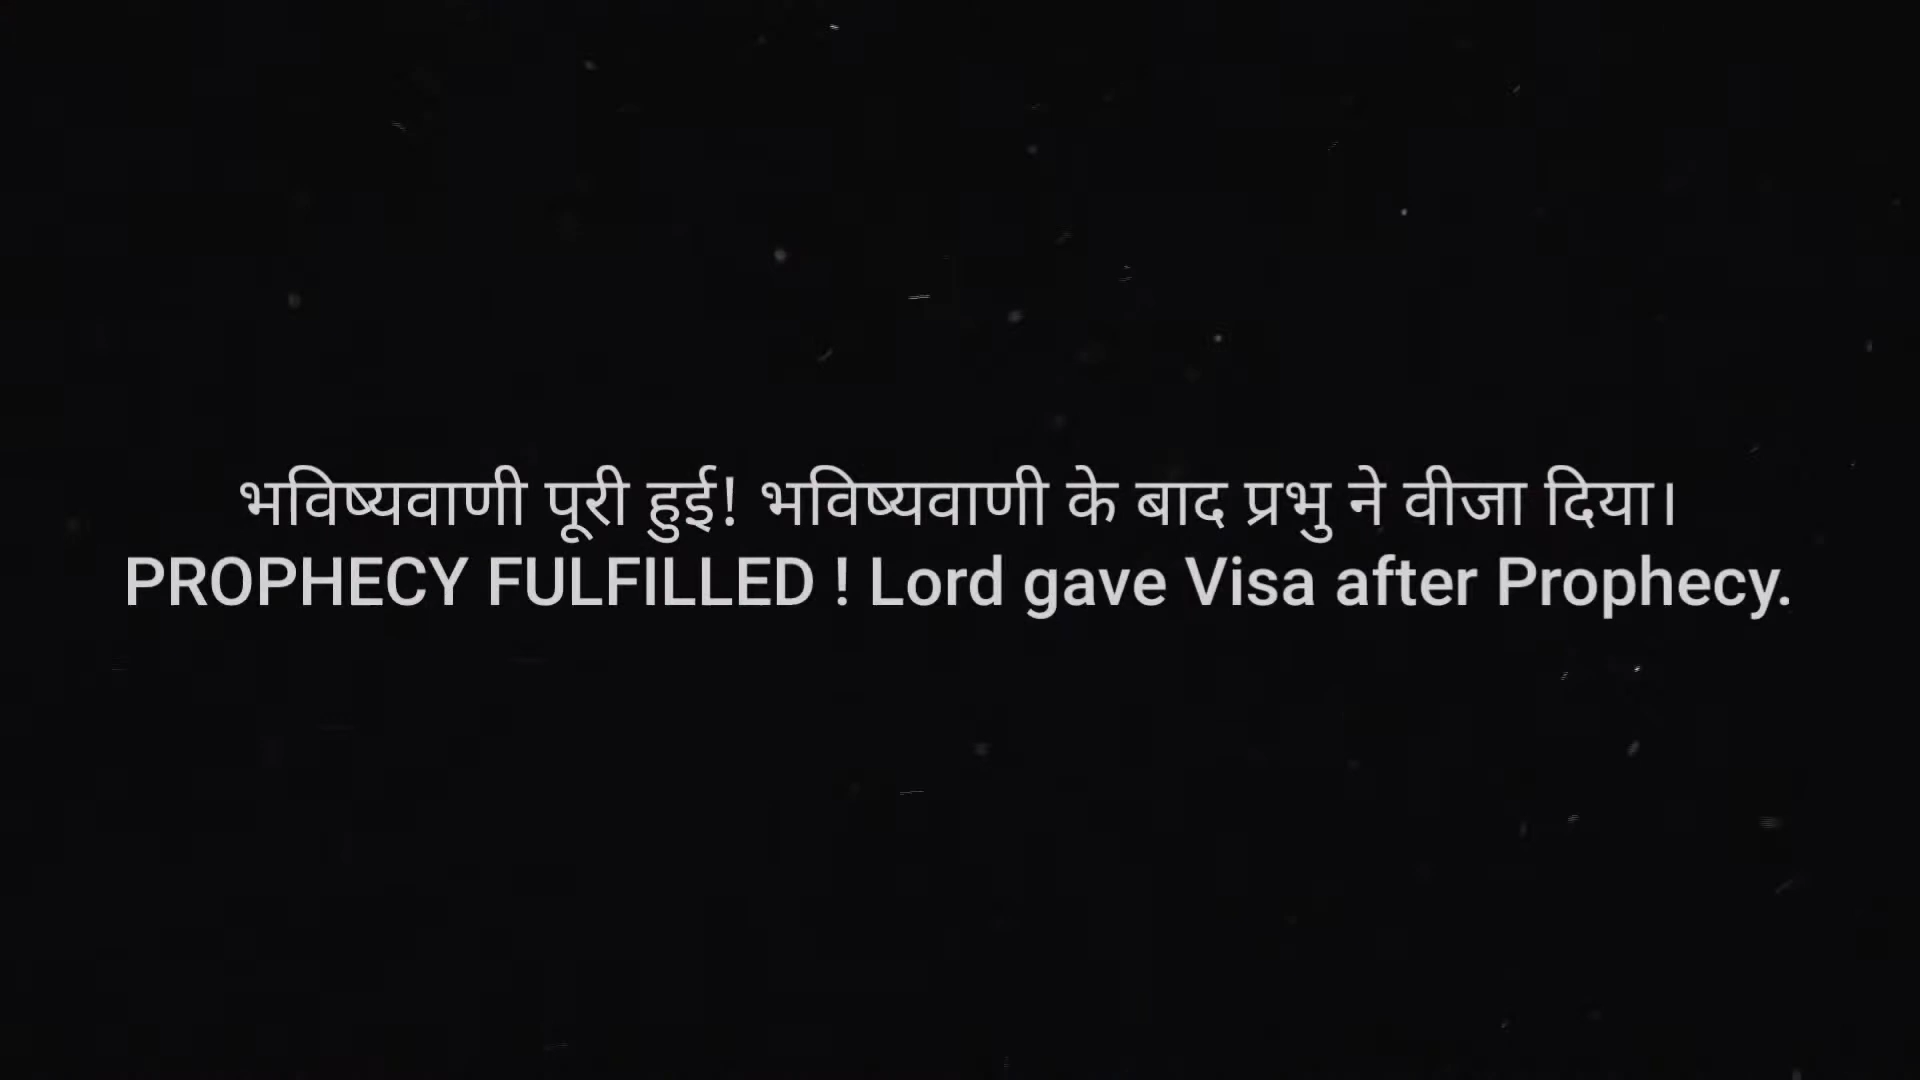 भविष्यवाणी पूरी हुई! भविष्यवाणी के बाद प्रभु ने वीजा दिया।
PROPHECY FULFILLED ! Lord gave Visa after Prophecy.